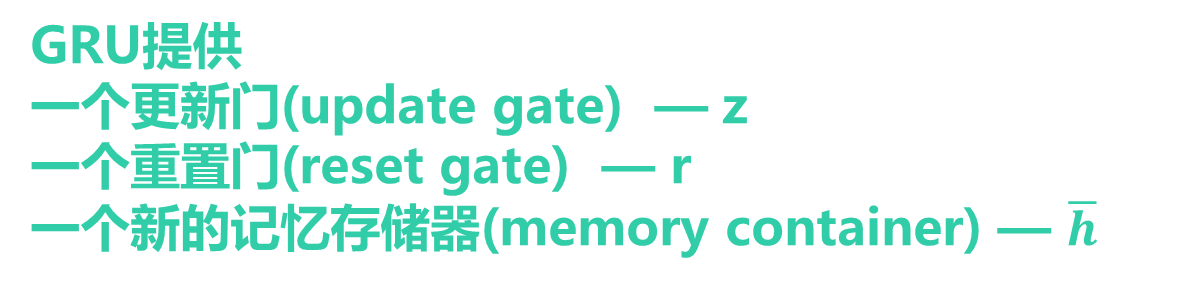 GRU提供
一个更新门(update gate) — z
一个重置门(reset gate) — r
一个新的记忆存储器(memory container) — h̅